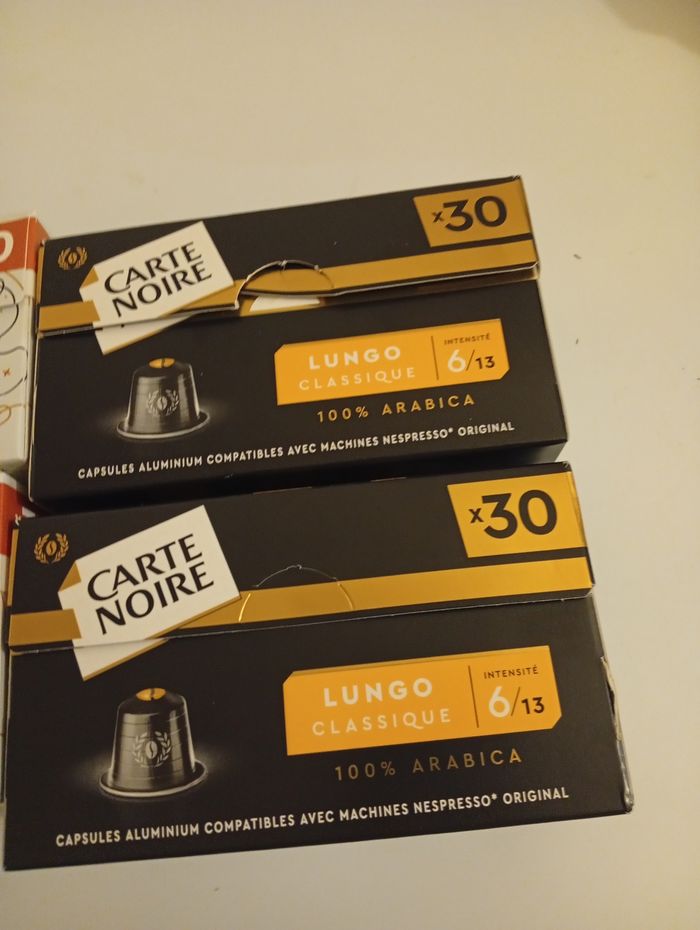 x30
CARTE
NOIRE
LUNGO
CLASSIQUE
INTENSITÉ
6/13
100% ARABICA
CAPSULES ALUMINIUM COMPATIBLES AVEC MACHINES NESPRESSO* ORIGINAL
x30
CARTE
NOIRE
LUNGO
CLASSIQUE
INTENSITÉ
6/13
100% ARABICA
CAPSULES ALUMINIUM COMPATIBLES AVEC MACHINES NESPRESSO* ORIGINAL